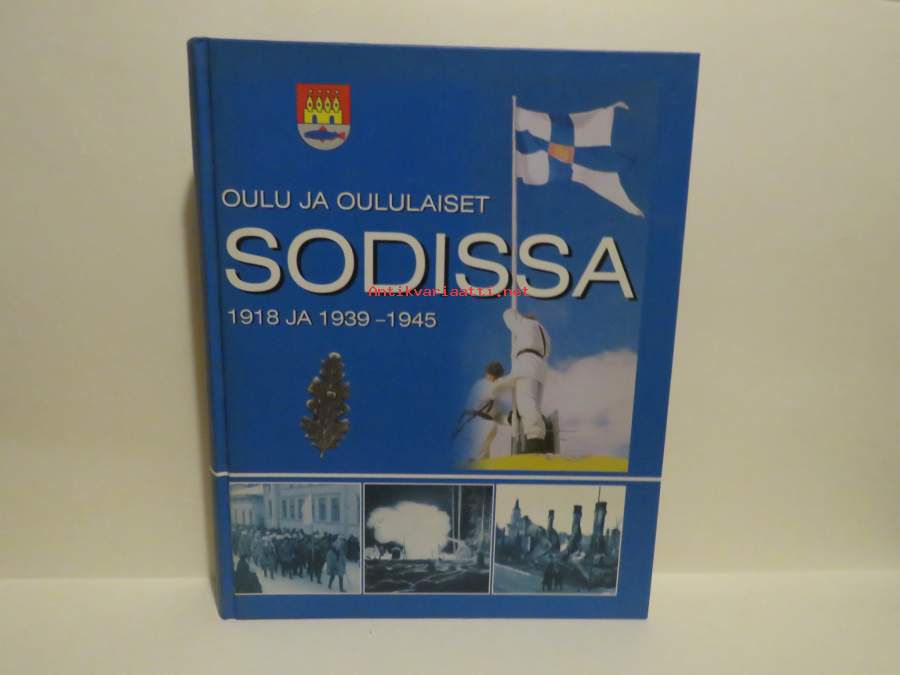 OULU JA OULULAISET
SODISSA
Antikvariaatti.net
1918 JA 1939–1945